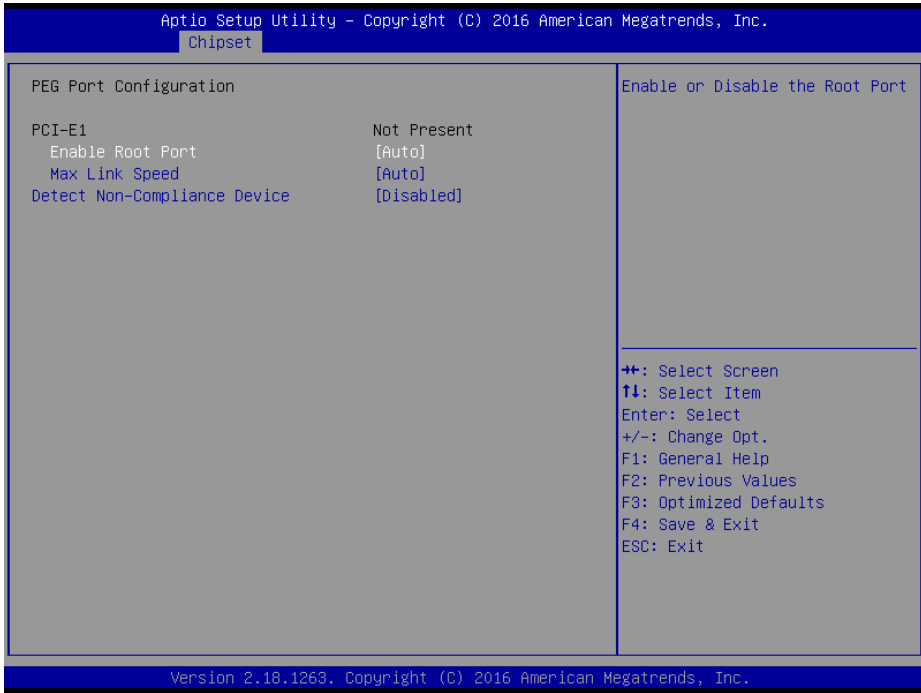 Aptio Setup Utility – Copyright (C) 2016 American Megatrends, Inc.
Chipset
PEG Port Configuration
PCI-E1 Not Present
Enable Root Port [Auto]
Max Link Speed [Auto]
Detect Non-Compliance Device [Disabled]
Enable or Disable the Root Port
→←: Select Screen
↑↓: Select Item
Enter: Select
+/-: Change Opt.
F1: General Help
F2: Previous Values
F3: Optimized Defaults
F4: Save & Exit
ESC: Exit
Version 2.18.1263. Copyright (C) 2016 American Megatrends, Inc.